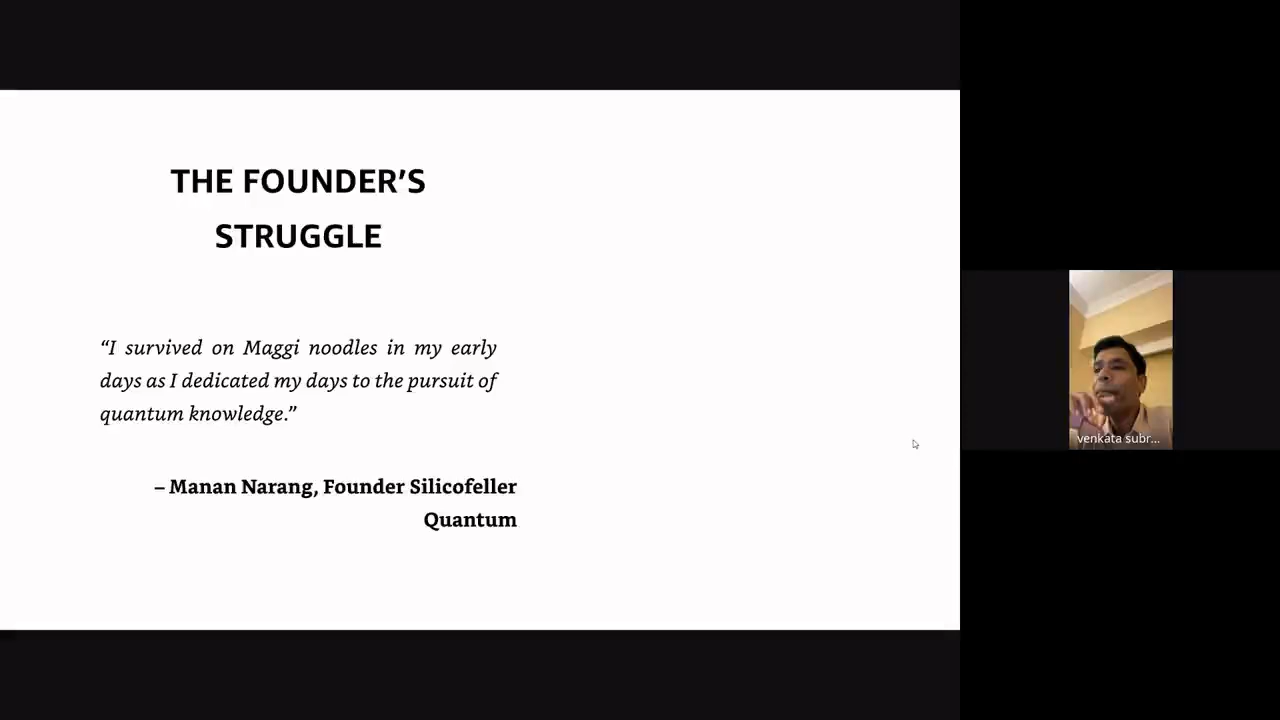 THE FOUNDER’S
STRUGGLE
“I survived on Maggi noodles in my early
days as I dedicated my days to the pursuit of
quantum knowledge.”
– Manan Narang, Founder Silicofeller
Quantum
venkata subr...